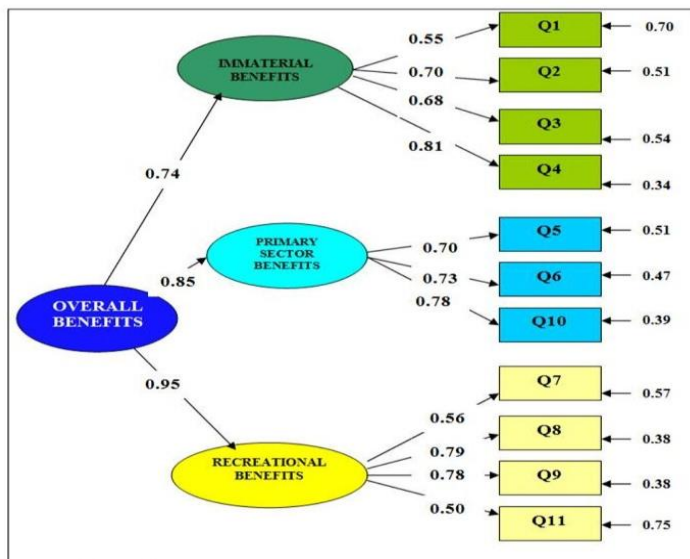 Q1
0.55
0.70
IMMATERIAL
BENEFITS
0.70
Q2
0.51
0.68
Q3
0.54
0.81
Q4
0.34
0.74
PRIMARY
SECTOR
BENEFITS
0.70
Q5
0.51
0.73
Q6
0.47
0.85
0.78
Q10
0.39
OVERALL
BENEFITS
0.95
Q7
0.57
0.56
Q8
0.38
0.79
RECREATIONAL
BENEFITS
0.78
Q9
0.38
0.50
Q11
0.75